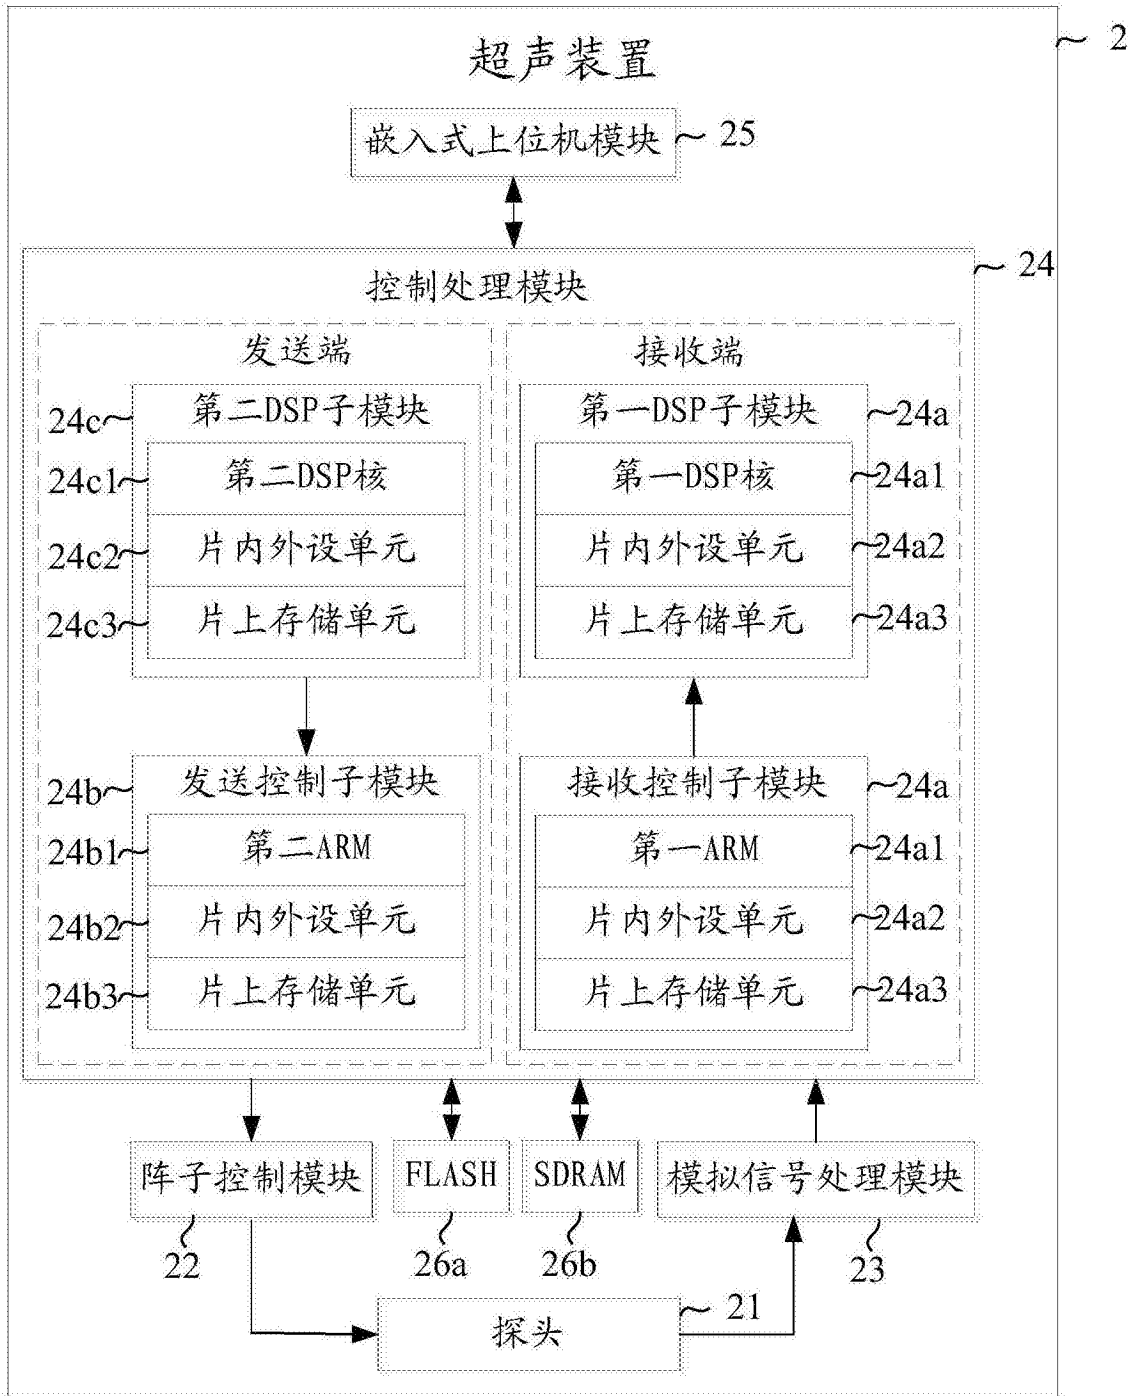 2
超声装置
嵌入式上位机模块
25
24
控制处理模块
发送端
接收端
24c
第二DSP子模块
第一DSP子模块
24a
24c1
第二DSP核
第一DSP核
24a1
24c2
片内外设单元
片内外设单元
24a2
24c3
片上存储单元
片上存储单元
24a3
24b
发送控制子模块
接收控制子模块
24a
24b1
第二ARM
第一ARM
24a1
24b2
片内外设单元
片内外设单元
24a2
24b3
片上存储单元
片上存储单元
24a3
阵子控制模块
FLASH
SDRAM
模拟信号处理模块
22
26a
26b
23
21
探头